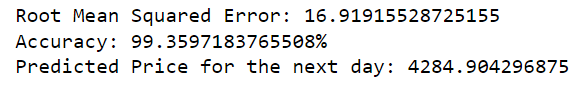 Root Mean Squared Error: 16.91915528725155
Accuracy: 99.3597183765508%
Predicted Price for the next day: 4284.904296875